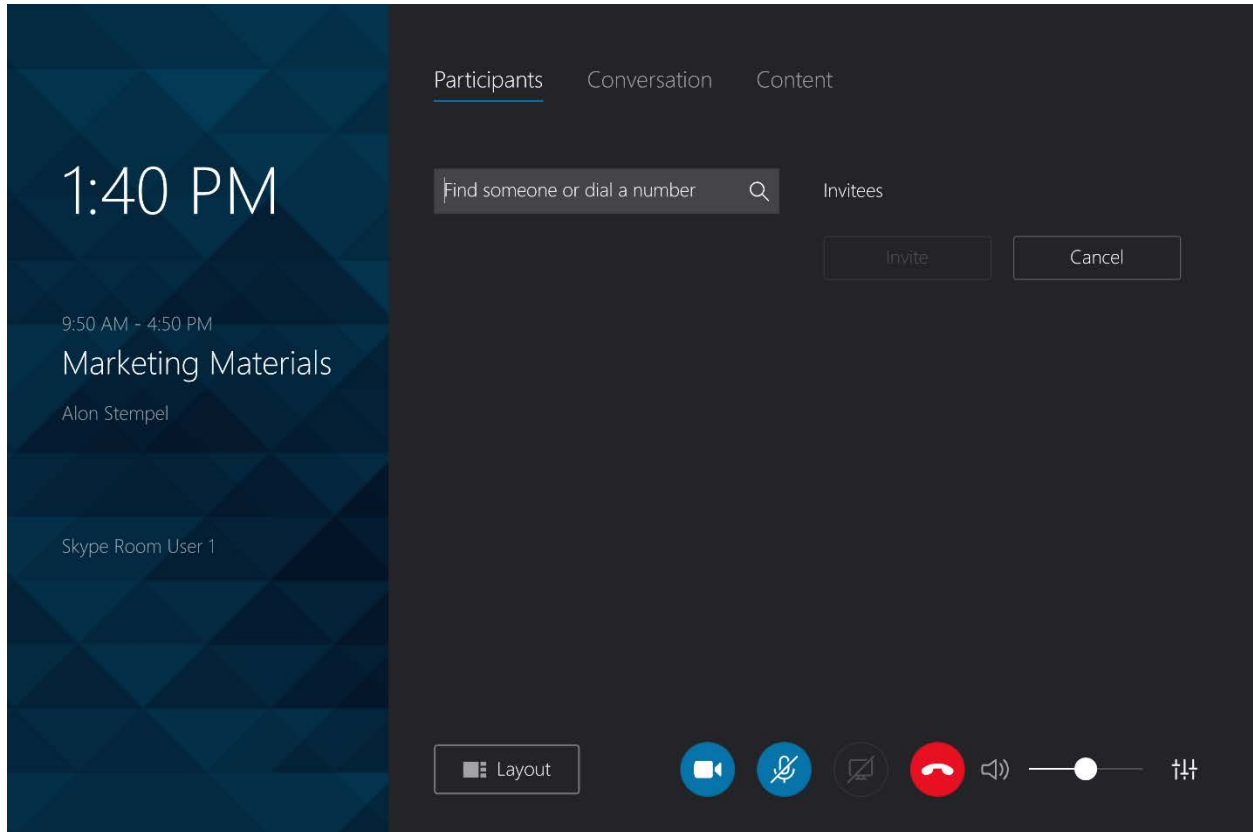 1:40 PM
9:50 AM - 4:50 PM
Marketing Materials
Alon Stempel
Skype Room User 1
Participants Conversation Content
Find someone or dial a number Invitees
Invite Cancel
Layout